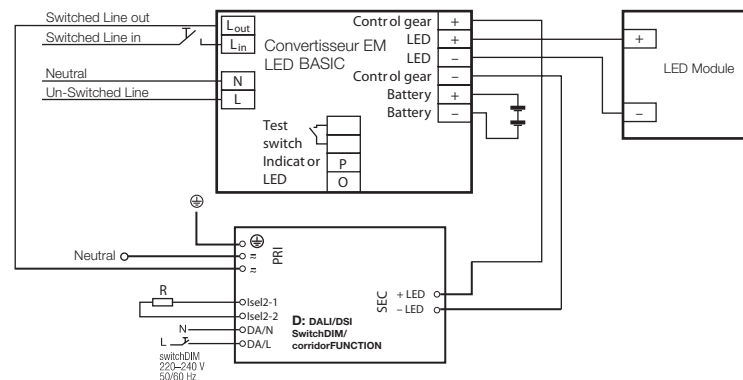 Switched Line out
Switched Line in
Neutral
Un-Switched Line
Lout
Lin
N
L
Convertisseur EM
LED BASIC
Control gear +
LED +
LED –
Control gear –
Battery +
Battery –
Test
switch
Indicator
LED
P
O
+
–
LED Module
Neutral
PRI
≂
≂
R
Isel2-1
Isel2-2
N
DA/N
L
DA/L
switchDIM
220–240 V
50/60 Hz
D: DALI/DSI
SwitchDIM/
corridorFUNCTION
SEC
+ LED
– LED